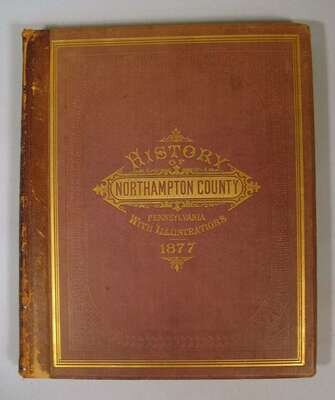 HISTORY
OF
NORTHAMPTON COUNTY
PENNSYLVANIA
WITH ILLUSTRATIONS
1877